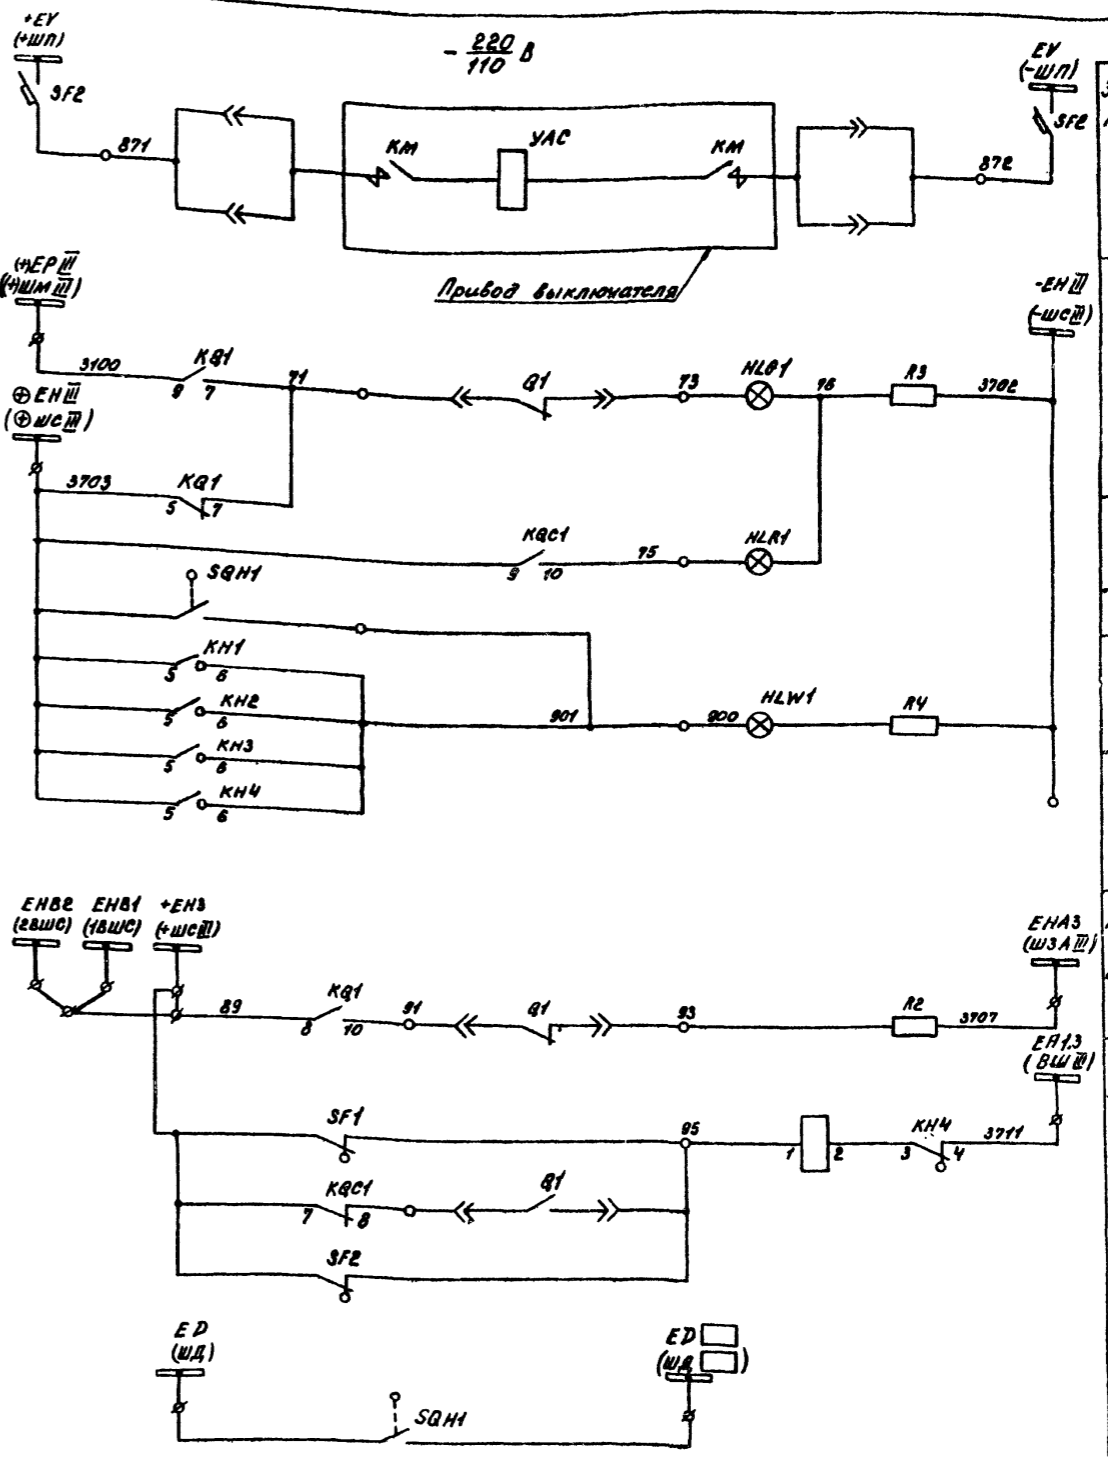 +EY
(+ШП)
- 220/110 В
EY
(-ШП)
SF2
SF2
871
KM
YAC
KM
872
Привод выключателя
(+)EP III
((+)ШМ III)
-EH III
(-ШС III)
3100
KQ1
9 7
71
Q1
73
HLG1
76
R3
3702
⊕ EH III
(⊕ ШС III)
3703
KQ1
5 7
KQC1
9 10
75
HLR1
SQH1
KH1
5 6
KH2
5 6
901
900
HLW1
R4
KH3
5 6
KH4
5 6
EHB2
(2ВШС)
EHB1
(1ВШС)
+EH3
(+ШС III)
EHA3
(ШЗА III)
89
KQ1
8 10
91
Q1
93
R2
3707
EA1.3
(ВШ III)
SF1
95
1 2
KH4
3 4
3711
KQC1
7 8
Q1
SF2
ED
(ШД)
ED
(ШД )
SQH1